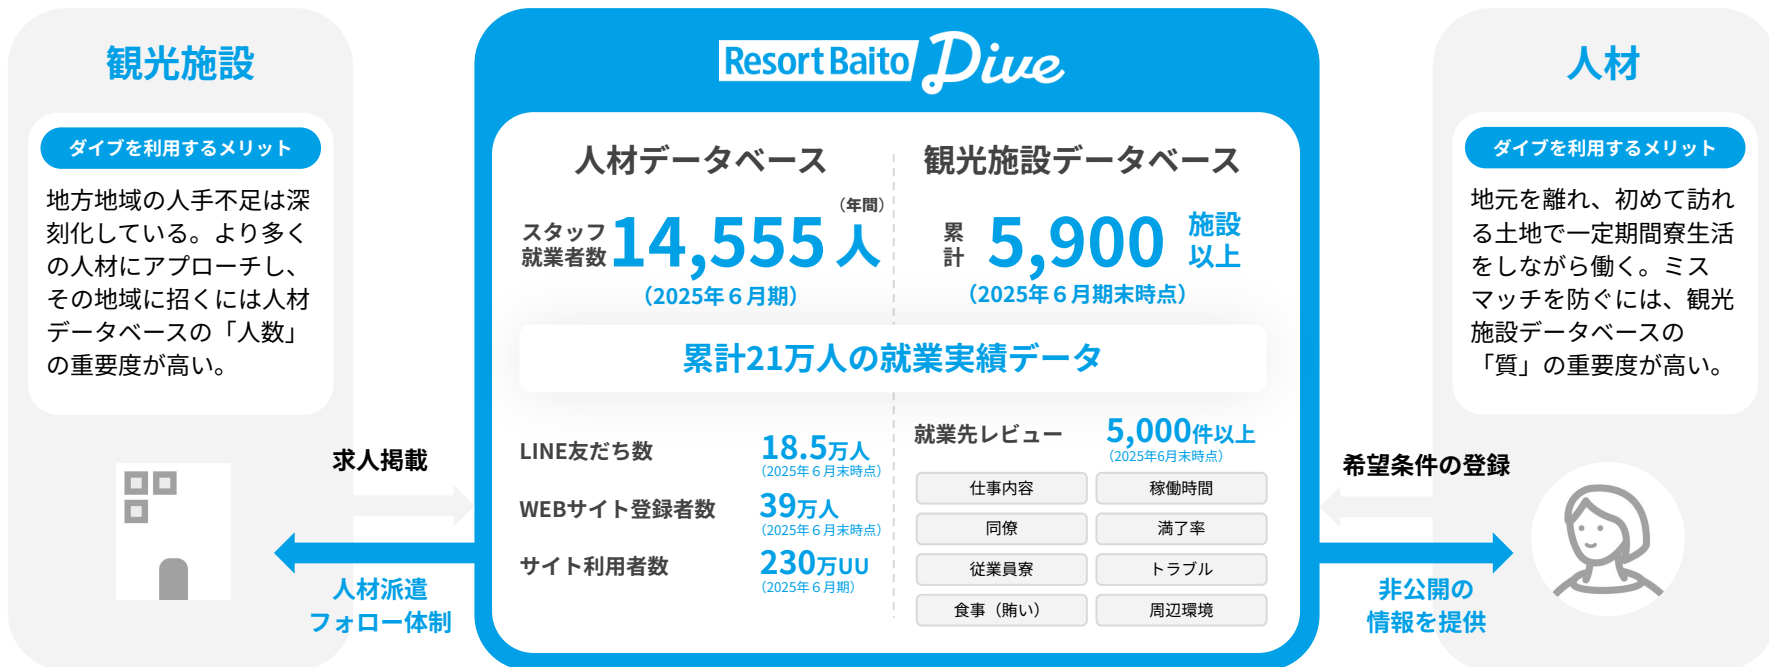 観光施設
ダイブを利用するメリット
地方地域の人手不足は深
刻化している。より多く
の人材にアプローチし、
その地域に招くには人材
データベースの「人数」
の重要度が高い。
求人掲載
人材派遣
フォロー体制
Resort Baito Dive
人材データベース
(年間)
スタッフ
就業者数
14,555人
（2025年６月期）
観光施設データベース
累
計
5,900
施設
以上
（2025年６月期末時点）
累計21万人の就業実績データ
LINE友だち数
18.5万人
（2025年６月末時点）
WEBサイト登録者数
39万人
（2025年６月末時点）
サイト利用者数
230万UU
（2025年６月期）
就業先レビュー
5,000件以上
（2025年6月末時点）
仕事内容
稼働時間
同僚
満了率
従業員寮
トラブル
食事（賄い）
周辺環境
人材
ダイブを利用するメリット
地元を離れ、初めて訪れ
る土地で一定期間寮生活
をしながら働く。ミス
マッチを防ぐには、観光
施設データベースの
「質」の重要度が高い。
希望条件の登録
非公開の
情報を提供